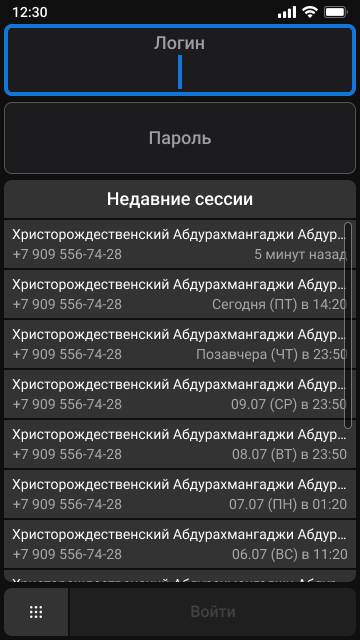 12:30
Логин
Пароль
Недавние сессии
Христорождественский Абдурахмангаджи Абдур...
+7 909 556-74-28 5 минут назад
Христорождественский Абдурахмангаджи Абдур...
+7 909 556-74-28 Сегодня (ПТ) в 14:20
Христорождественский Абдурахмангаджи Абдур...
+7 909 556-74-28 Позавчера (ЧТ) в 23:50
Христорождественский Абдурахмангаджи Абдур...
+7 909 556-74-28 09.07 (СР) в 23:50
Христорождественский Абдурахмангаджи Абдур...
+7 909 556-74-28 08.07 (ВТ) в 23:50
Христорождественский Абдурахмангаджи Абдур...
+7 909 556-74-28 07.07 (ПН) в 01:20
Христорождественский Абдурахмангаджи Абдур...
+7 909 556-74-28 06.07 (ВС) в 11:20
Войти